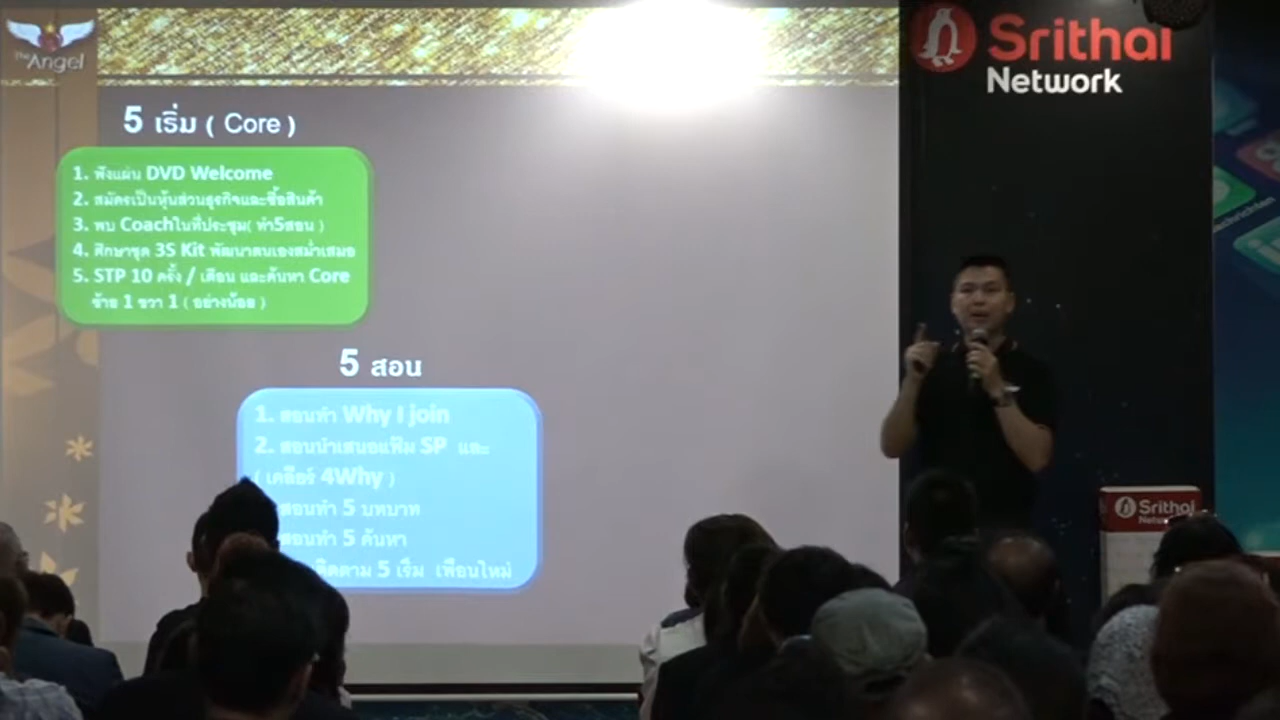 The Angel
Srithai
Network
5 เริ่ม ( Core )
1. ฟังแผ่น DVD Welcome
2. สมัครเป็นหุ้นส่วนธุรกิจและซื้อสินค้า
3. พบ Coachในที่ประชุม( ทำ5สอน )
4. ศึกษาชุด 3S Kit พัฒนาตนเองสม่ำเสมอ
5. STP 10 ครั้ง / เดือน และค้นหา Core
ซ้าย 1 ขวา 1 ( อย่างน้อย )
5 สอน
1. สอนทำ Why I join
2. สอนนำเสนอแฟ้ม SP และ
( เคลียร์ 4Why )
สอนทำ 5 บทบาท
สอนทำ 5 ค้นหา
ติดตาม 5 เริ่ม เพื่อนใหม่
Srithai
Network